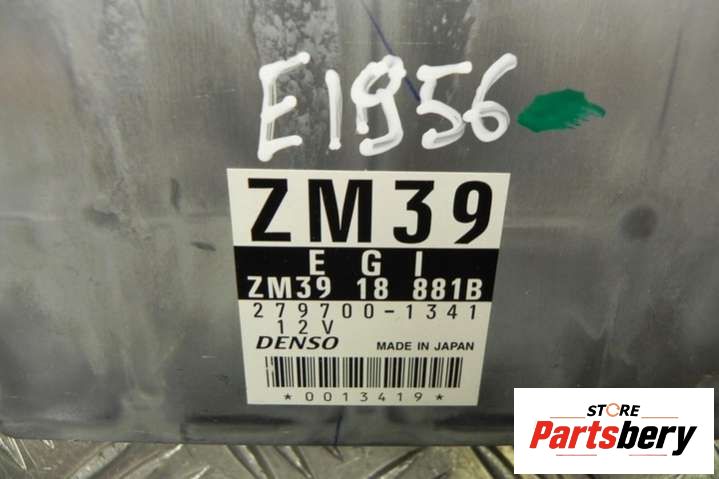 E1956
ZM39
E G I
ZM39 18 881B
279700-1341
12V
DENSO MADE IN JAPAN
*0013419*
STORE
Partsbery